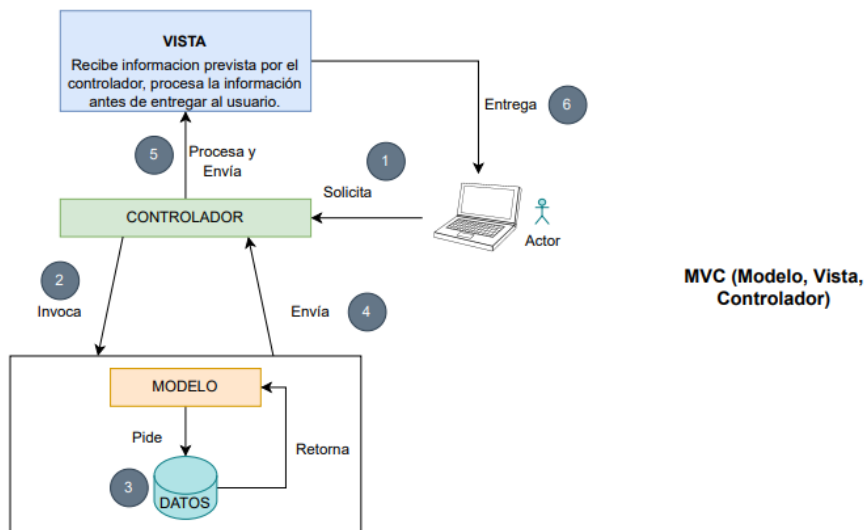 VISTA
Recibe informacion prevista por el
controlador, procesa la información
antes de entregar al usuario.
Entrega
6
5
Procesa y
Envía
1
Solicita
CONTROLADOR
Actor
2
Invoca
Envía
4
MVC (Modelo, Vista,
Controlador)
MODELO
Pide
Retorna
3
DATOS